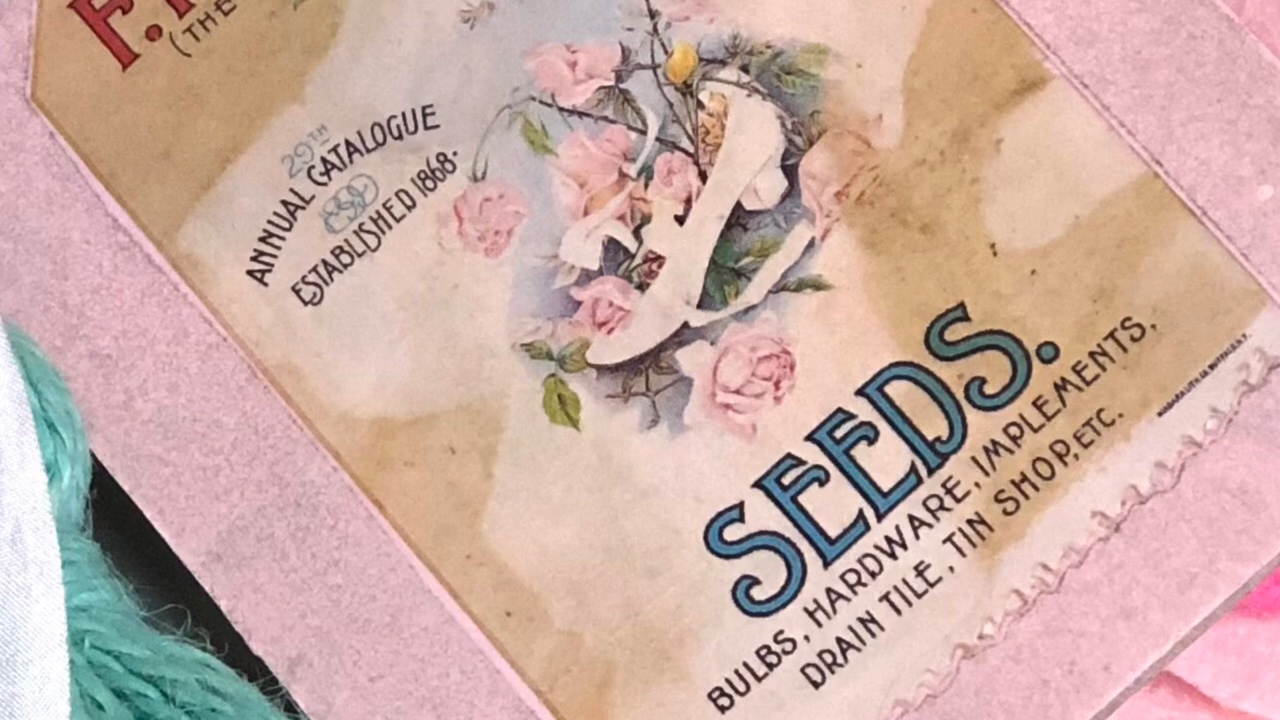 F.
(THE
29TH
ANNUAL CATALOGUE
ESTABLISHED 1868.
SEEDS.
BULBS, HARDWARE, IMPLEMENTS,
DRAIN TILE, TIN SHOP, ETC.